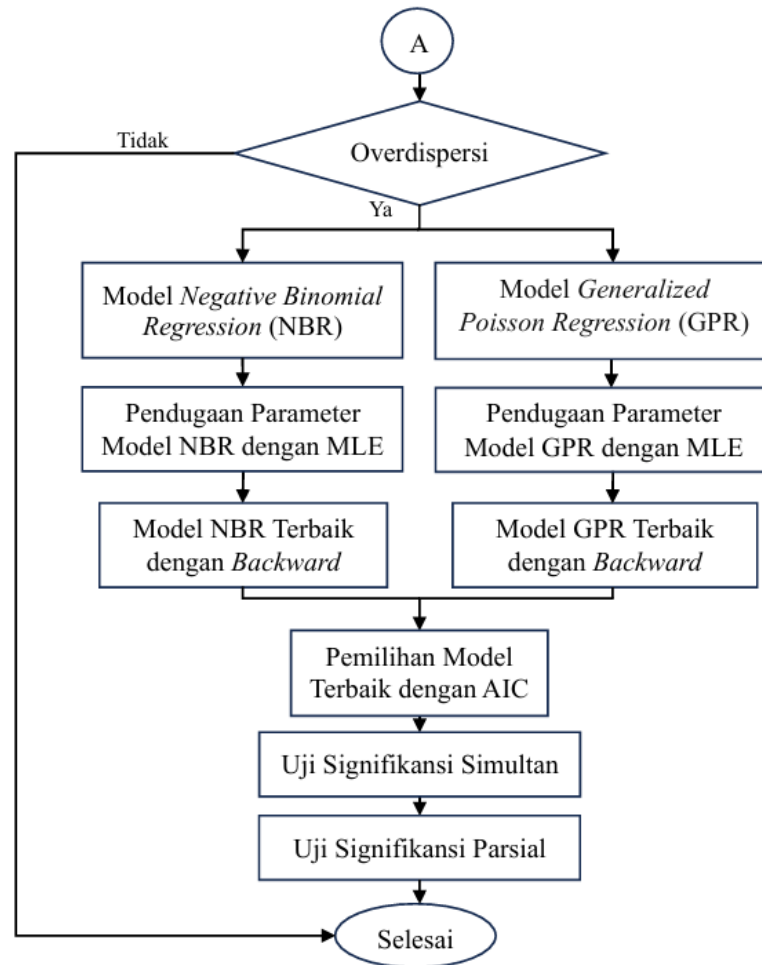 A
Overdispersi
Tidak
Ya
Model Negative Binomial
Regression (NBR)
Model Generalized
Poisson Regression (GPR)
Pendugaan Parameter
Model NBR dengan MLE
Pendugaan Parameter
Model GPR dengan MLE
Model NBR Terbaik
dengan Backward
Model GPR Terbaik
dengan Backward
Pemilihan Model
Terbaik dengan AIC
Uji Signifikansi Simultan
Uji Signifikansi Parsial
Selesai